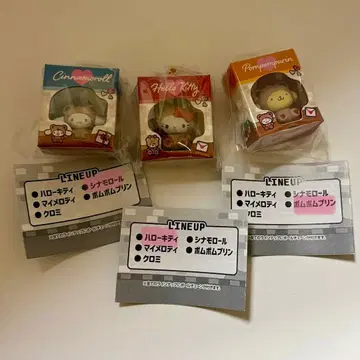 Cinnamoroll
Hello Kitty
Pompompurin
LINEUP
●ハローキティ ●シナモロール
●マイメロディ ●ポムポムプリン
●クロミ
LINEUP
●ハローキティ ●シナモロール
●マイメロディ ●ポムポムプリン
●クロミ
LINEUP
●ハローキティ ●シナモロール
●マイメロディ ●ポムポムプリン
●クロミ